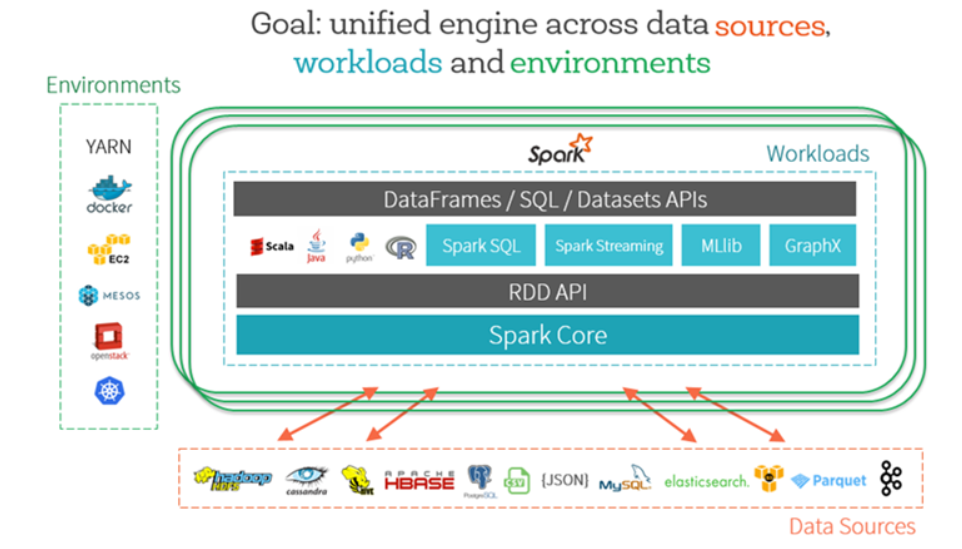 Goal: unified engine across data sources,
workloads and environments
Environments
YARN
docker
EC2
MESOS
openstack
Spark
Workloads
DataFrames / SQL / Datasets APIs
Scala
Java
python
R
Spark SQL
Spark Streaming
MLlib
GraphX
RDD API
Spark Core
hadoop
HDFS
cassandra
HIVE
APACHE
HBASE
PostgreSQL
CSV
{JSON}
MySQL
elasticsearch.
Parquet
Data Sources